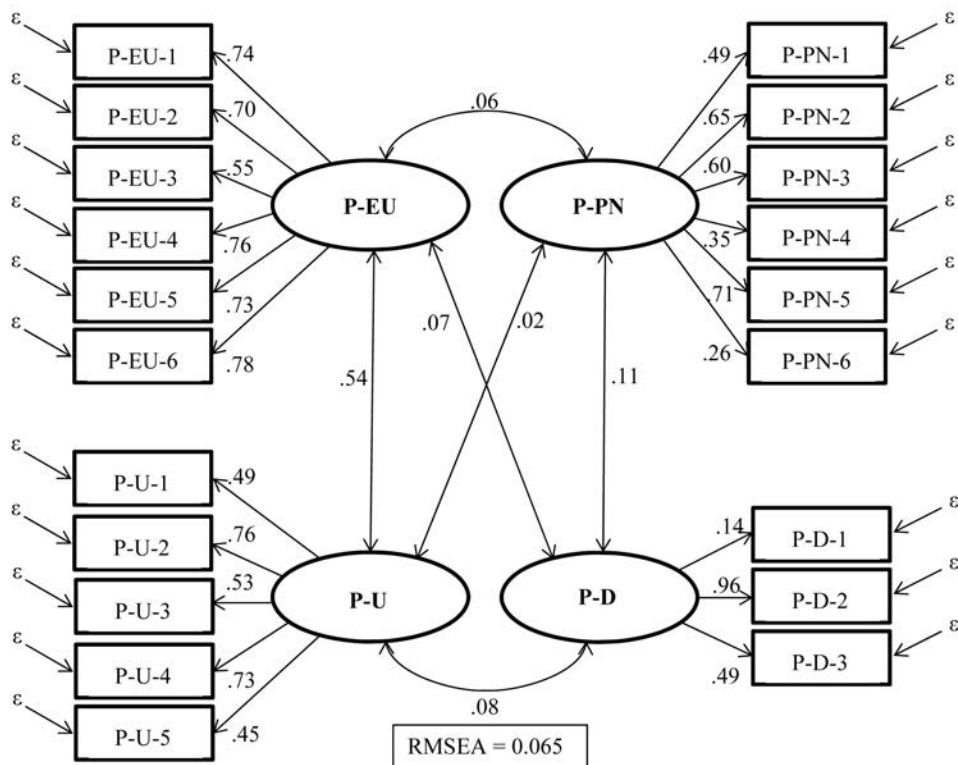 ε
P-EU-1
.74
ε
P-EU-2
.70
ε
P-EU-3
.55
ε
P-EU-4
.76
ε
P-EU-5
.73
ε
P-EU-6
.78
P-EU
.06
P-PN
.49
P-PN-1
ε
.65
P-PN-2
ε
.60
P-PN-3
ε
.35
P-PN-4
ε
.71
P-PN-5
ε
.26
P-PN-6
ε
.54
.07
.02
.11
ε
P-U-1
.49
ε
P-U-2
.76
ε
P-U-3
.53
ε
P-U-4
.73
ε
P-U-5
.45
P-U
.08
P-D
.14
P-D-1
ε
.96
P-D-2
ε
.49
P-D-3
ε
RMSEA = 0.065